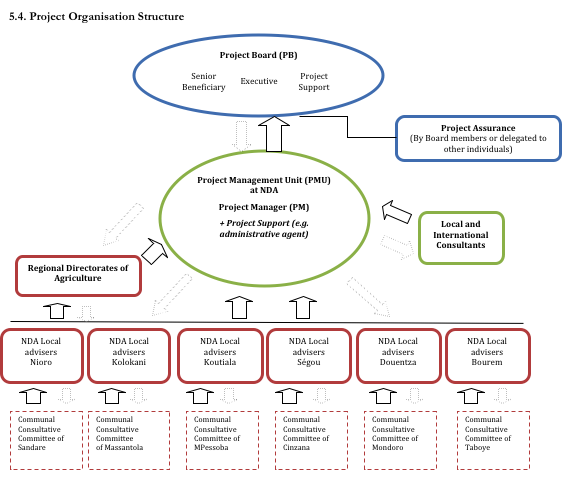 5.4. Project Organisation Structure
Project Board (PB)
Senior
Beneficiary
Executive
Project
Support
Project Assurance
(By Board members or delegated to
other individuals)
Project Management Unit (PMU)
at NDA
Project Manager (PM)
+ Project Support (e.g.
administrative agent)
Local and
International
Consultants
Regional Directorates of
Agriculture
NDA Local
advisers
Nioro
NDA Local
advisers
Kolokani
NDA Local
advisers
Koutiala
NDA Local
advisers
Ségou
NDA Local
advisers
Douentza
NDA Local
advisers
Bourem
Communal
Consultative
Committee of
Sandare
Communal
Consultative
Committee
of Massantola
Communal
Consultative
Committee of
MPessoba
Communal
Consultative
Committee of
Cinzana
Communal
Consultative
Committee of
Mondoro
Communal
Consultative
Committee of
Taboye